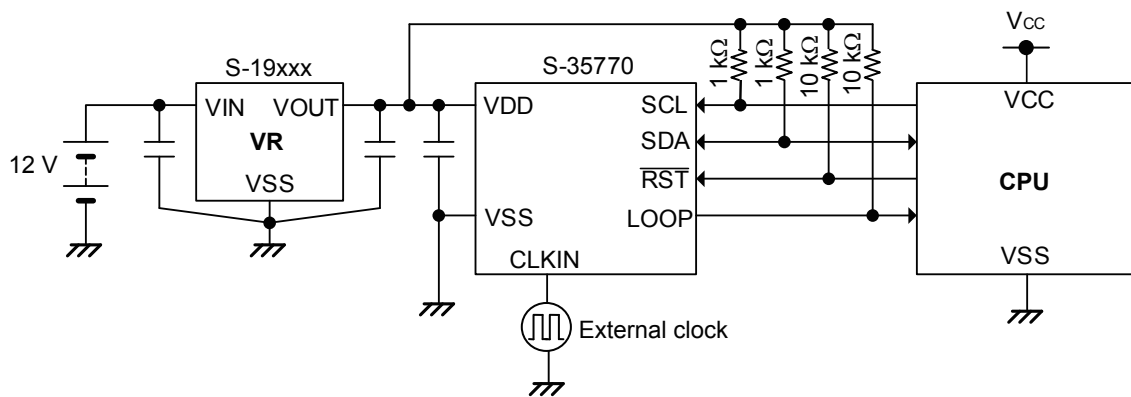 VCC
S-19xxx
S-35770
1 kΩ
1 kΩ
10 kΩ
10 kΩ
VIN
VOUT
VR
VSS
12 V
VDD
VSS
CLKIN
SCL
SDA
RST
LOOP
VCC
CPU
VSS
External clock